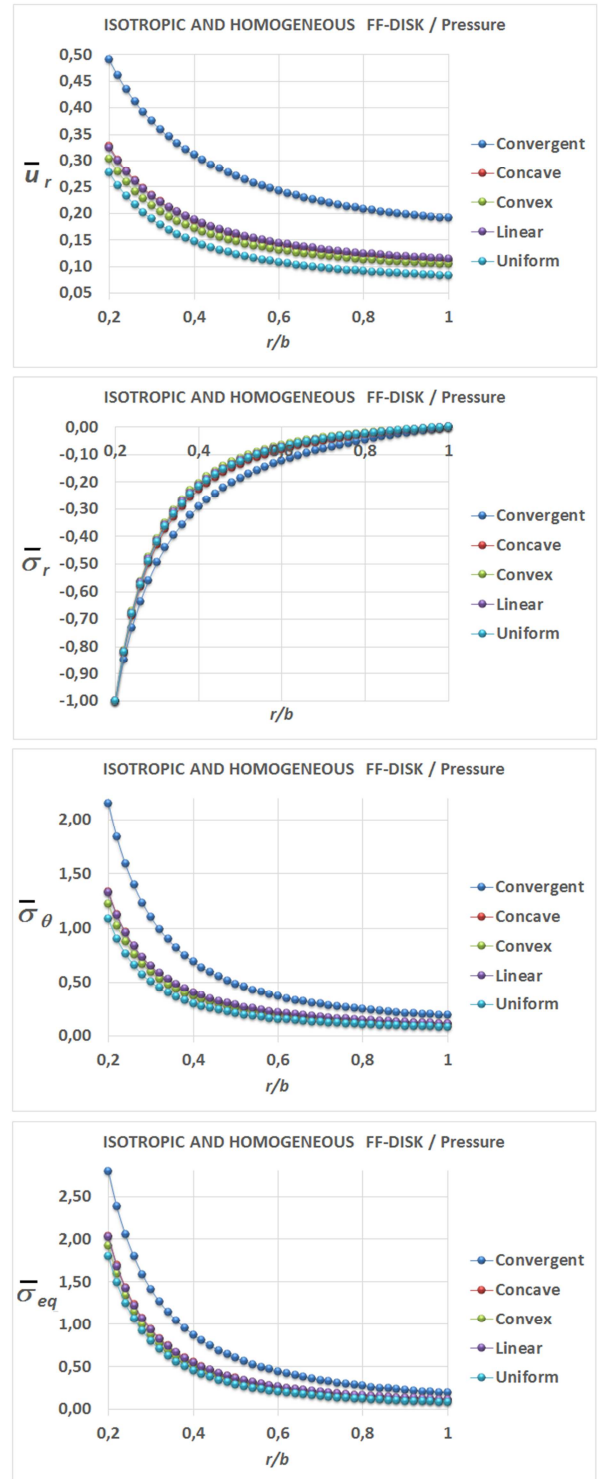 ISOTROPIC AND HOMOGENEOUS FF-DISK / Pressure
0,50
0,45
0,40
0,35
0,30
0,25
0,20
0,15
0,10
0,05
u̅ r
0,2 0,4 0,6 0,8 1
r/b
Convergent
Concave
Convex
Linear
Uniform
ISOTROPIC AND HOMOGENEOUS FF-DISK / Pressure
0,00
-0,10
-0,20
-0,30
-0,40
-0,50
-0,60
-0,70
-0,80
-0,90
-1,00
σ̅ r
0,2 0,4 0,6 0,8 1
r/b
Convergent
Concave
Convex
Linear
Uniform
ISOTROPIC AND HOMOGENEOUS FF-DISK / Pressure
2,00
1,50
1,00
0,50
0,00
σ̅ θ
0,2 0,4 0,6 0,8 1
r/b
Convergent
Concave
Convex
Linear
Uniform
ISOTROPIC AND HOMOGENEOUS FF-DISK / Pressure
2,50
2,00
1,50
1,00
0,50
0,00
σ̅ eq
0,2 0,4 0,6 0,8 1
r/b
Convergent
Concave
Convex
Linear
Uniform